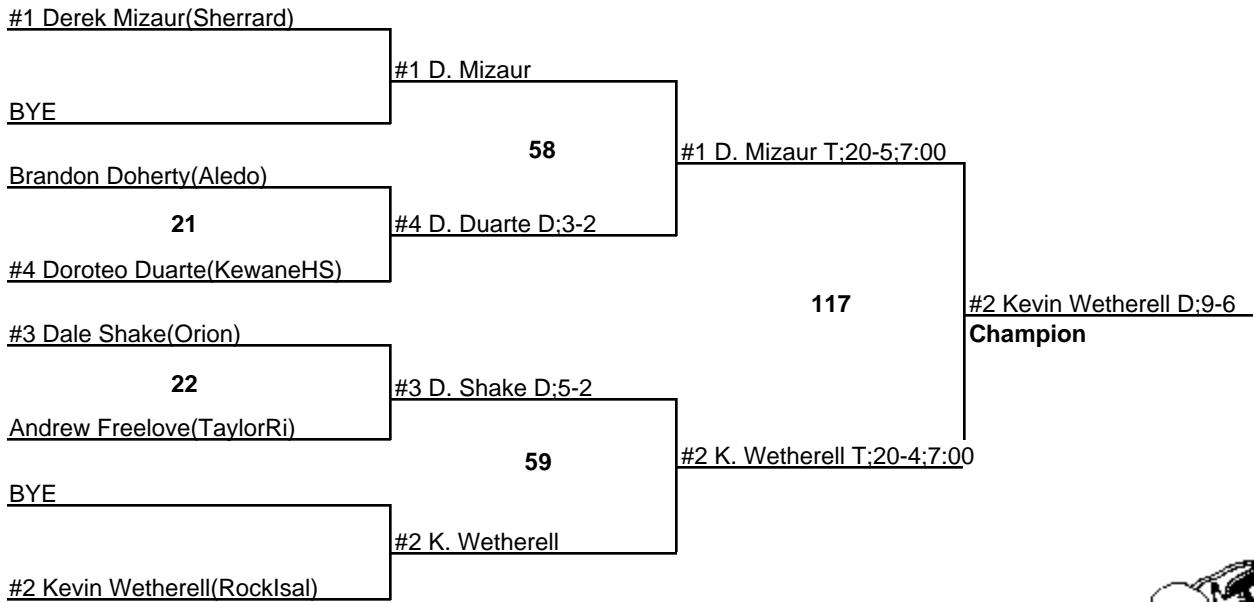 #1 Derek Mizaur(Sherrard)
#1 D. Mizaur
BYE
58
#1 D. Mizaur T;20-5;7:00
Brandon Doherty(Aledo)
21
#4 D. Duarte D;3-2
#4 Doroteo Duarte(KewaneHS)
117
#2 Kevin Wetherell D;9-6
Champion
#3 Dale Shake(Orion)
22
#3 D. Shake D;5-2
Andrew Freelove(TaylorRi)
59
#2 K. Wetherell T;20-4;7:00
BYE
#2 K. Wetherell
#2 Kevin Wetherell(RockIsal)